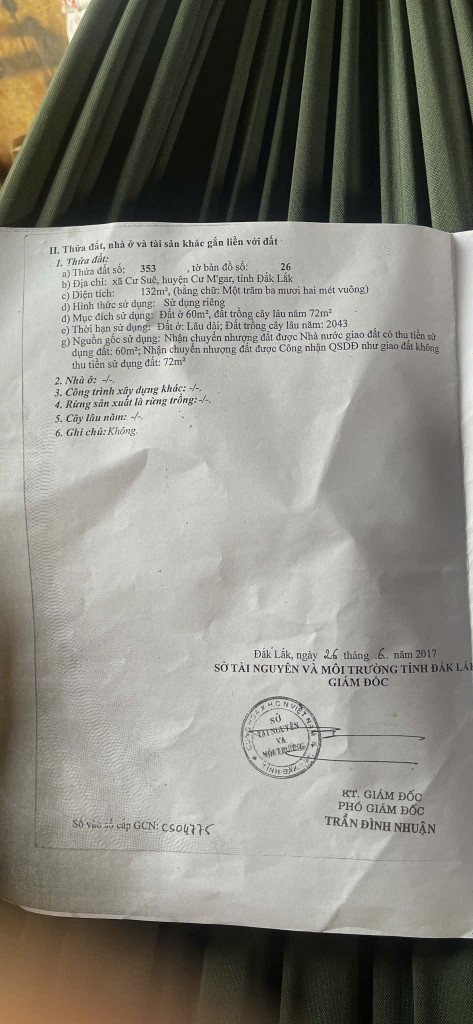 II. Thửa đất, nhà ở và tài sản khác gắn liền với đất
1. Thửa đất:
a) Thửa đất số: 353 , tờ bản đồ số: 26
b) Địa chỉ: xã Cư Suê, huyện Cư M'gar, tỉnh Đắk Lắk
c) Diện tích: 132m², (bằng chữ: Một trăm ba mươi hai mét vuông)
d) Hình thức sử dụng: Sử dụng riêng
đ) Mục đích sử dụng: Đất ở 60m², đất trồng cây lâu năm 72m²
e) Thời hạn sử dụng: Đất ở: Lâu dài; Đất trồng cây lâu năm: 2043
g) Nguồn gốc sử dụng: Nhận chuyển nhượng đất được Nhà nước giao đất có thu tiền sử
dụng đất: 60m²; Nhận chuyển nhượng đất được Công nhận QSDĐ như giao đất không
thu tiền sử dụng đất: 72m²
2. Nhà ở: -/-.
3. Công trình xây dựng khác: -/-.
4. Rừng sản xuất là rừng trồng:-/-.
5. Cây lâu năm: -/-.
6. Ghi chú: Không.
Đắk Lắk, ngày 26 tháng 6 năm 2017
SỞ TÀI NGUYÊN VÀ MÔI TRƯỜNG TỈNH ĐẮK LẮK
GIÁM ĐỐC
SỞ
TÀI NGUYÊN
VÀ
MÔI TRƯỜNG
KT. GIÁM ĐỐC
PHÓ GIÁM ĐỐC
TRẦN ĐÌNH NHUẬN
Số vào sổ cấp GCN: CS04775